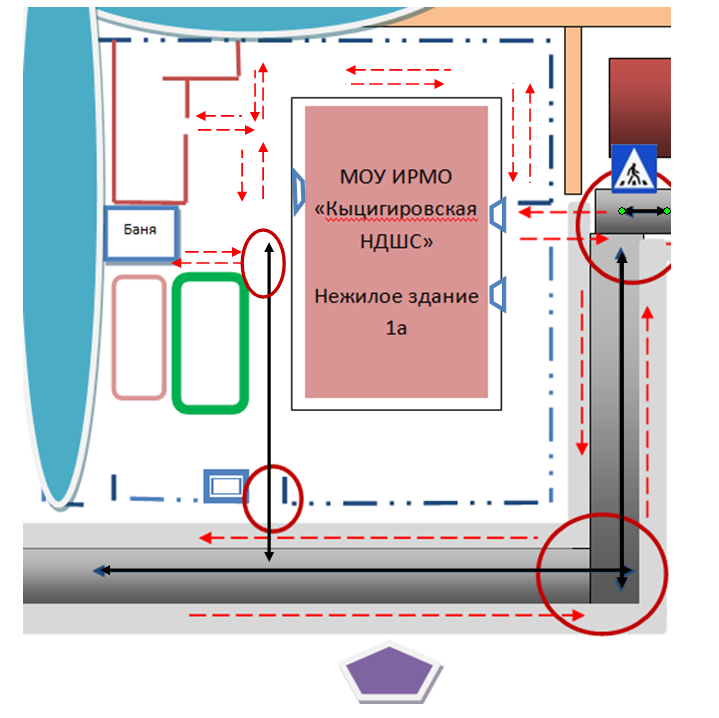 МОУ ИРМО
«Кыцигировская
НДШС»
Нежилое здание
1а
Баня